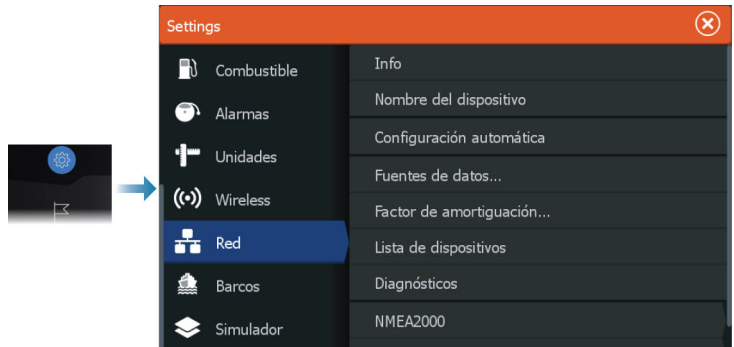 Settings
Combustible
Alarmas
Unidades
Wireless
Red
Barcos
Simulador
Info
Nombre del dispositivo
Configuración automática
Fuentes de datos...
Factor de amortiguación...
Lista de dispositivos
Diagnósticos
NMEA2000